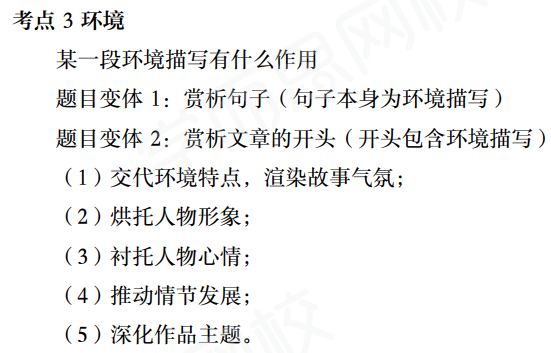 考点 3 环境
某一段环境描写有什么作用
题目变体 1：赏析句子（句子本身为环境描写）
题目变体 2：赏析文章的开头（开头包含环境描写）
（1）交代环境特点，渲染故事气氛；
（2）烘托人物形象；
（3）衬托人物心情；
（4）推动情节发展；
（5）深化作品主题。